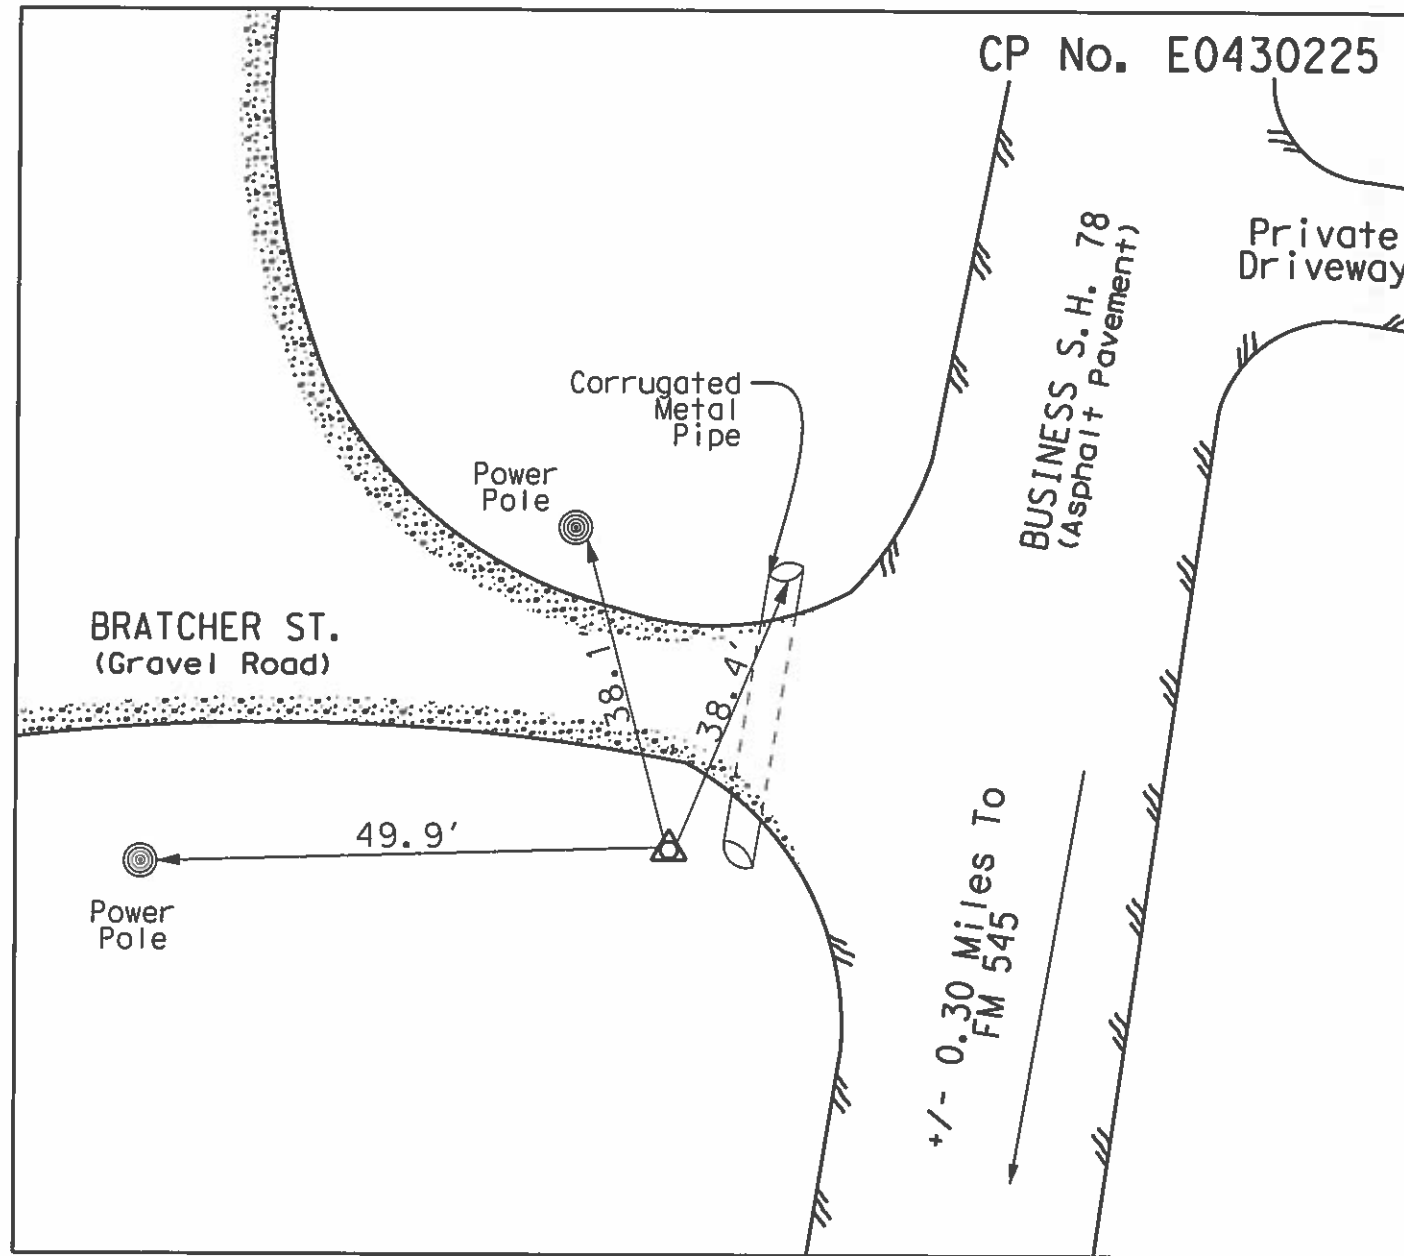 CP No. E0430225
Private
Driveway
BUSINESS S.H. 78
(Asphalt Pavement)
Corrugated
Metal
Pipe
Power
Pole
BRATCHER ST.
(Gravel Road)
38.1'
38.4'
49.9'
Power
Pole
+/- 0.30 Miles To
FM 545